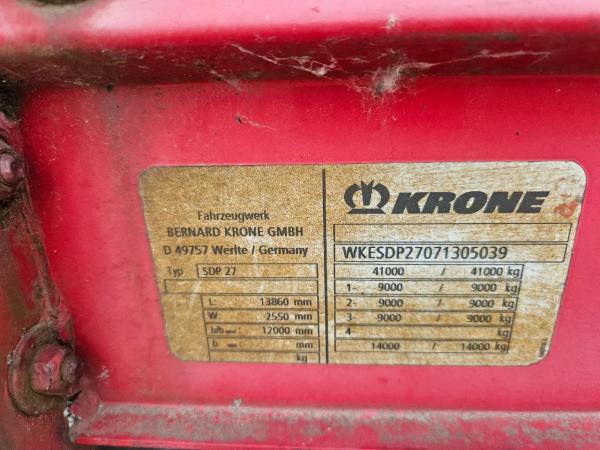 Fahrzeugwerk
BERNARD KRONE GMBH
D 49757 Werlte / Germany
Typ SDP 27
L: 13860 mm
W: 2550 mm
b/b 12000 mm
b mm
kg
KRONE
WKESDP27071305039
41000 / 41000 kg
1- 9000 / 9000 kg
2- 9000 / 9000 kg
3- 9000 / 9000 kg
4- kg
14000 / 14000 kg